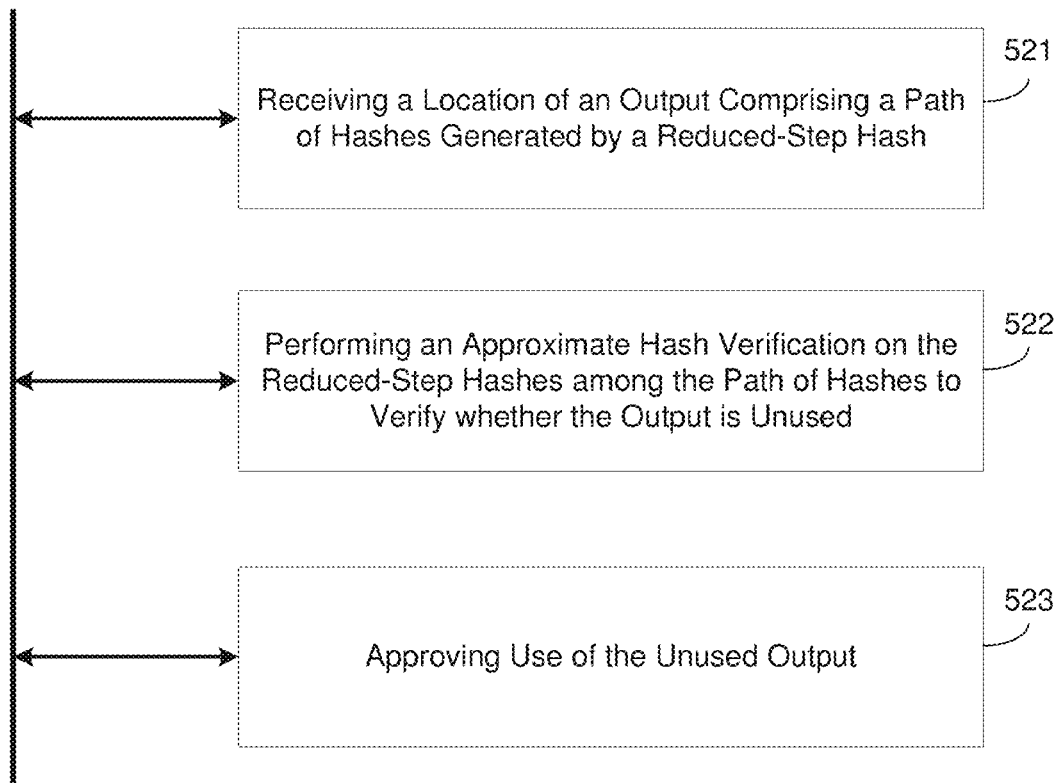 521
Receiving a Location of an Output Comprising a Path
of Hashes Generated by a Reduced-Step Hash
522
Performing an Approximate Hash Verification on the
Reduced-Step Hashes among the Path of Hashes to
Verify whether the Output is Unused
523
Approving Use of the Unused Output